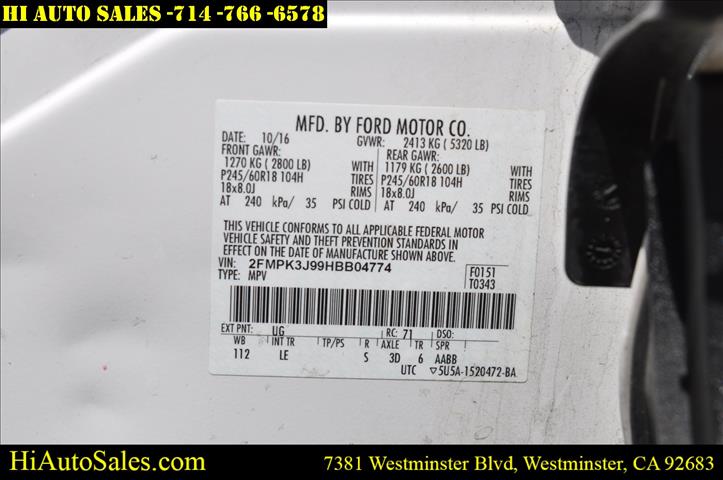 HI AUTO SALES -714 -766 -6578
MFD. BY FORD MOTOR CO.
DATE: 10/16 GVWR: 2413 KG ( 5320 LB)
FRONT GAWR: REAR GAWR:
1270 KG ( 2800 LB) WITH 1179 KG ( 2600 LB) WITH
P245/60R18 104H TIRES P245/60R18 104H TIRES
18x8.0J RIMS 18x8.0J RIMS
AT 240 kPa/ 35 PSI COLD AT 240 kPa/ 35 PSI COLD
THIS VEHICLE CONFORMS TO ALL APPLICABLE FEDERAL MOTOR
VEHICLE SAFETY AND THEFT PREVENTION STANDARDS IN
EFFECT ON THE DATE OF MANUFACTURE SHOWN ABOVE.
VIN: 2FMPK3J99HBB04774 F0151
TYPE: MPV T0343
EXT PNT: UG RC: 71 DSO:
WB INT TR TP/PS R AXLE TR SPR
112 LE S 3D 6 AABB
UTC ▽5U5A-1520472-BA
HiAutoSales.com 7381 Westminster Blvd, Westminster, CA 92683